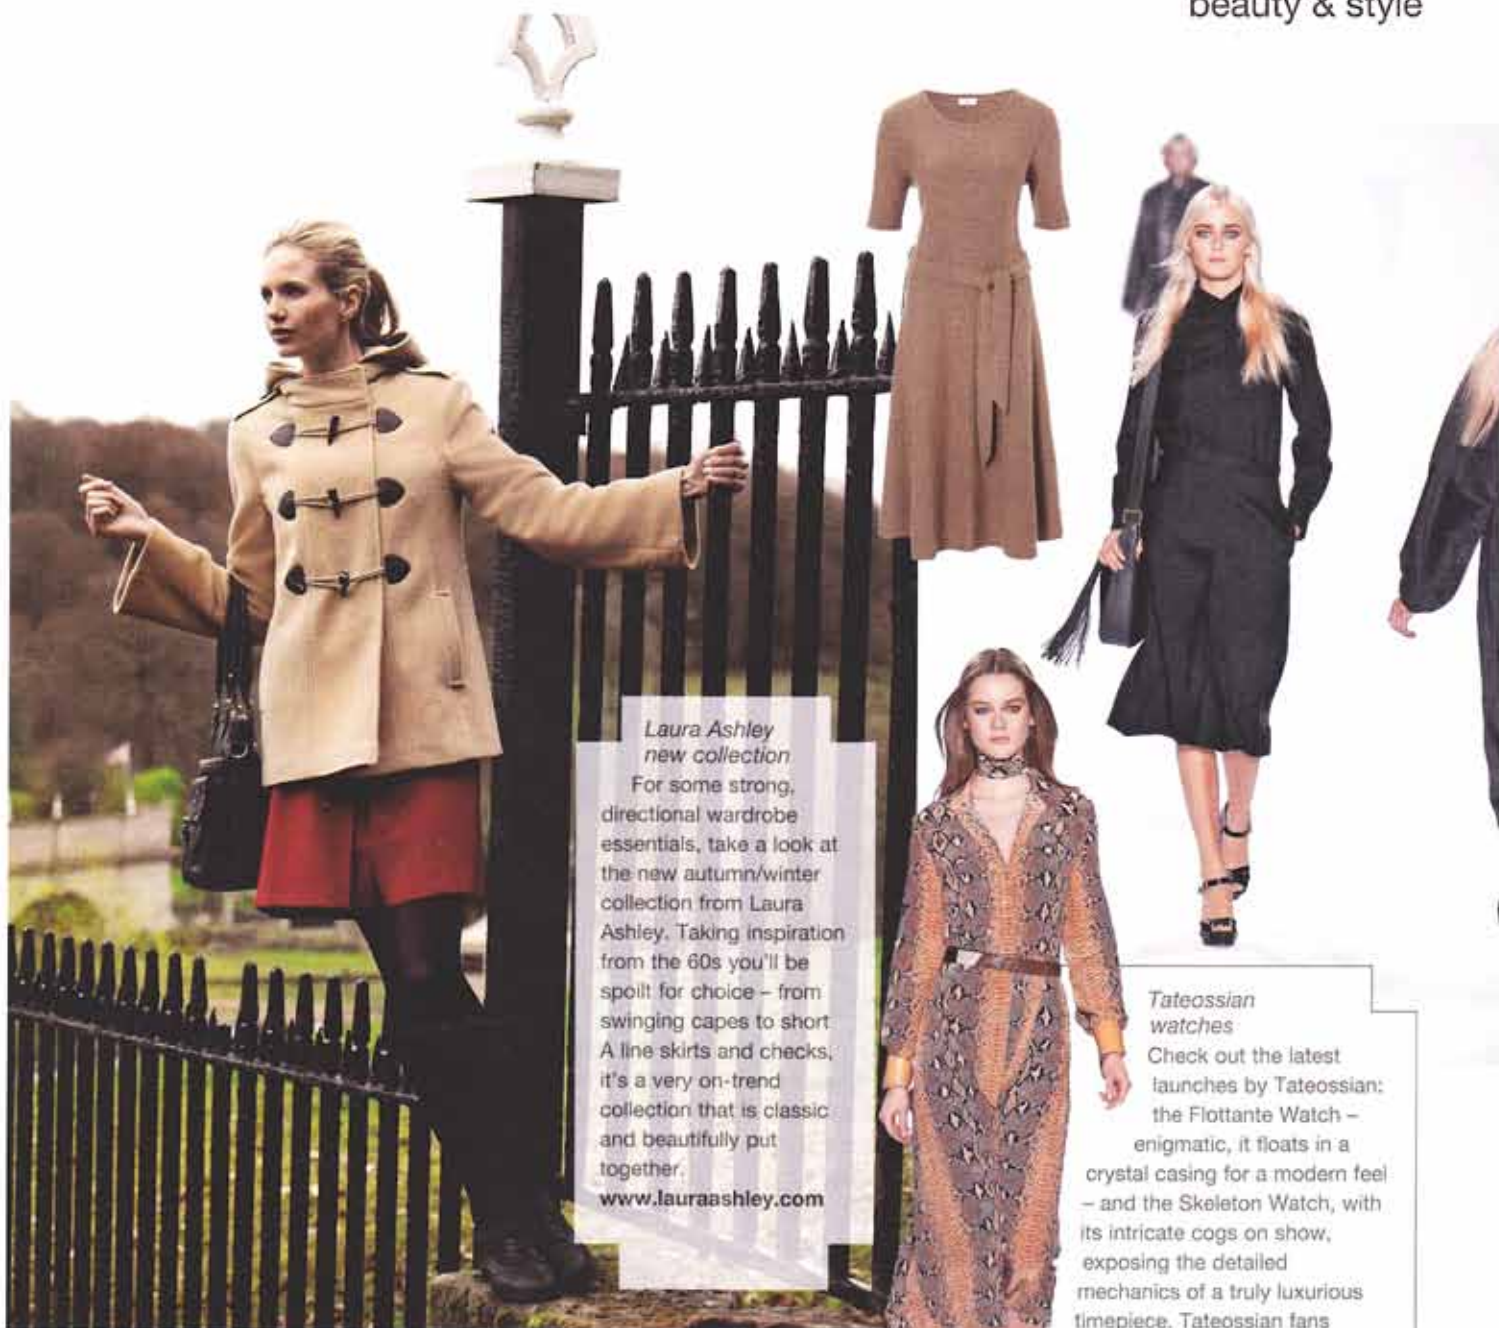 beauty & style
Laura Ashley
new collection
For some strong,
directional wardrobe
essentials, take a look at
the new autumn/winter
collection from Laura
Ashley. Taking inspiration
from the 60s you'll be
spoilt for choice – from
swinging capes to short
A line skirts and checks,
it's a very on-trend
collection that is classic
and beautifully put
together.
www.lauraashley.com
Tateossian
watches
Check out the latest
launches by Tateossian:
the Flottante Watch –
enigmatic, it floats in a
crystal casing for a modern feel
– and the Skeleton Watch, with
its intricate cogs on show,
exposing the detailed
mechanics of a truly luxurious
timepiece. Tateossian fans